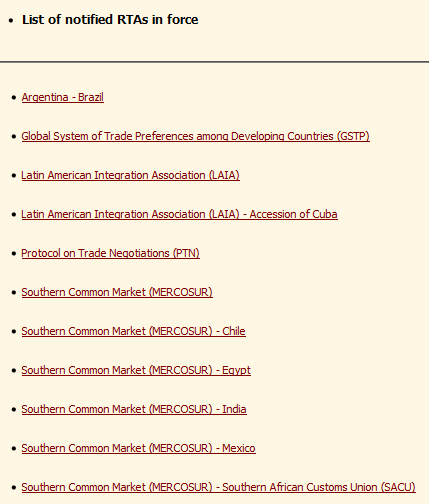 List of notified RTAs in force
Argentina - Brazil
Global System of Trade Preferences among Developing Countries (GSTP)
Latin American Integration Association (LAIA)
Latin American Integration Association (LAIA) - Accession of Cuba
Protocol on Trade Negotiations (PTN)
Southern Common Market (MERCOSUR)
Southern Common Market (MERCOSUR) - Chile
Southern Common Market (MERCOSUR) - Egypt
Southern Common Market (MERCOSUR) - India
Southern Common Market (MERCOSUR) - Mexico
Southern Common Market (MERCOSUR) - Southern African Customs Union (SACU)